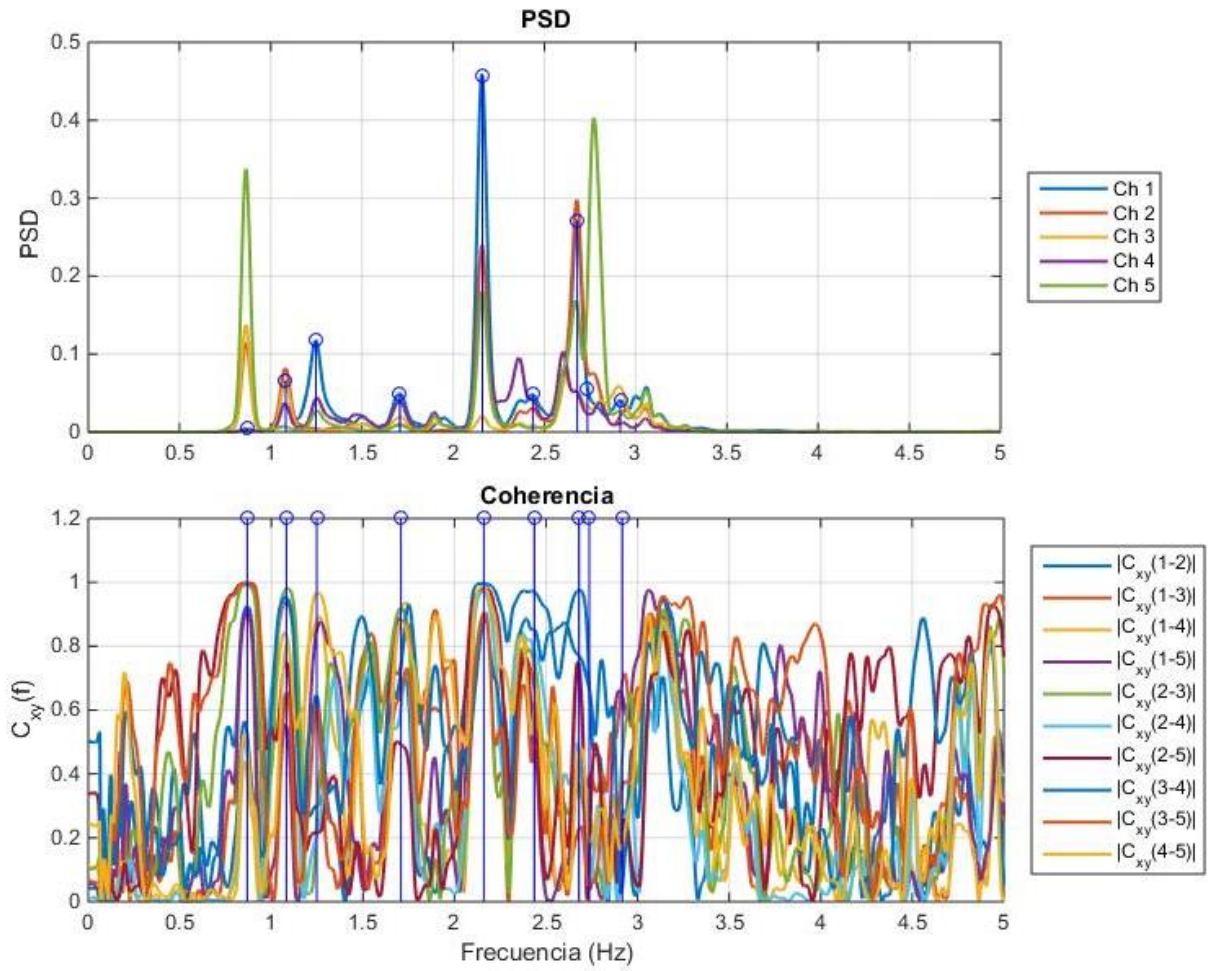 PSD
0.5
0.4
0.3
0.2
0.1
0
PSD
0 0.5 1 1.5 2 2.5 3 3.5 4 4.5 5
Ch 1
Ch 2
Ch 3
Ch 4
Ch 5
Coherencia
1.2
1
0.8
0.6
0.4
0.2
0
C_xy(f)
0 0.5 1 1.5 2 2.5 3 3.5 4 4.5 5
Frecuencia (Hz)
|C_xy(1-2)|
|C_xy(1-3)|
|C_xy(1-4)|
|C_xy(1-5)|
|C_xy(2-3)|
|C_xy(2-4)|
|C_xy(2-5)|
|C_xy(3-4)|
|C_xy(3-5)|
|C_xy(4-5)|